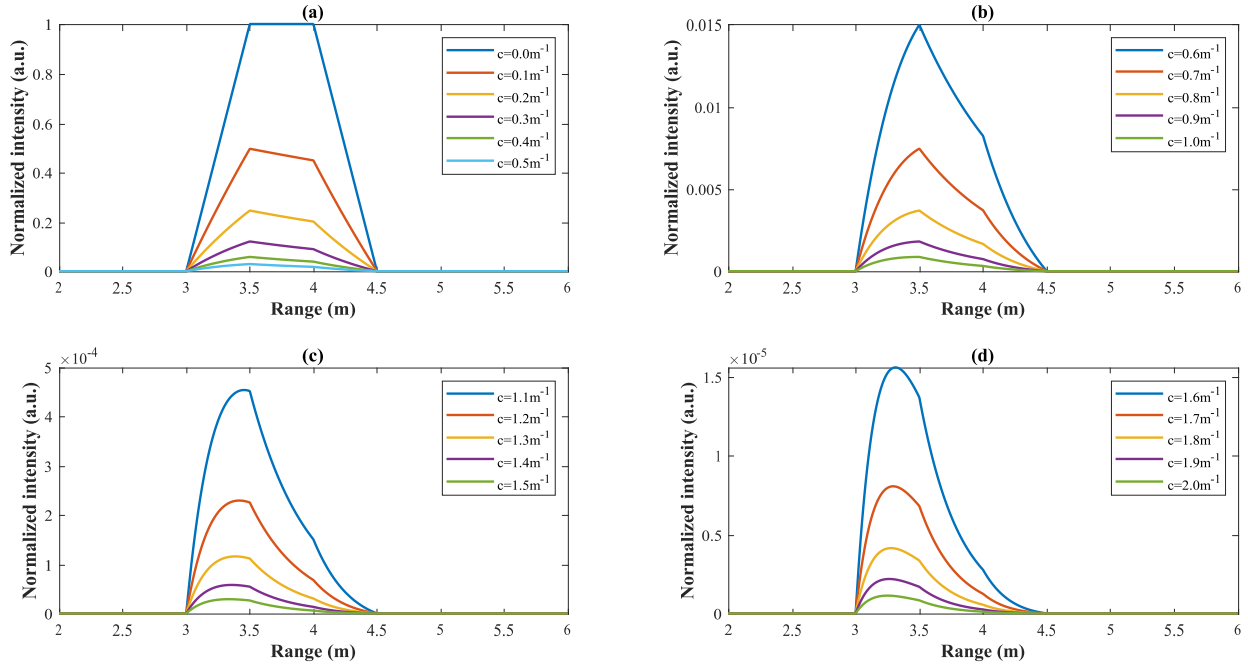 (a)
Normalized intensity (a.u.)
1
0.8
0.6
0.4
0.2
0
2 2.5 3 3.5 4 4.5 5 5.5 6
Range (m)
c=0.0m⁻¹
c=0.1m⁻¹
c=0.2m⁻¹
c=0.3m⁻¹
c=0.4m⁻¹
c=0.5m⁻¹
(b)
Normalized intensity (a.u.)
0.015
0.01
0.005
0
2 2.5 3 3.5 4 4.5 5 5.5 6
Range (m)
c=0.6m⁻¹
c=0.7m⁻¹
c=0.8m⁻¹
c=0.9m⁻¹
c=1.0m⁻¹
(c)
×10⁻⁴
Normalized intensity (a.u.)
5
4
3
2
1
0
2 2.5 3 3.5 4 4.5 5 5.5 6
Range (m)
c=1.1m⁻¹
c=1.2m⁻¹
c=1.3m⁻¹
c=1.4m⁻¹
c=1.5m⁻¹
(d)
×10⁻⁵
Normalized intensity (a.u.)
1.5
1
0.5
0
2 2.5 3 3.5 4 4.5 5 5.5 6
Range (m)
c=1.6m⁻¹
c=1.7m⁻¹
c=1.8m⁻¹
c=1.9m⁻¹
c=2.0m⁻¹